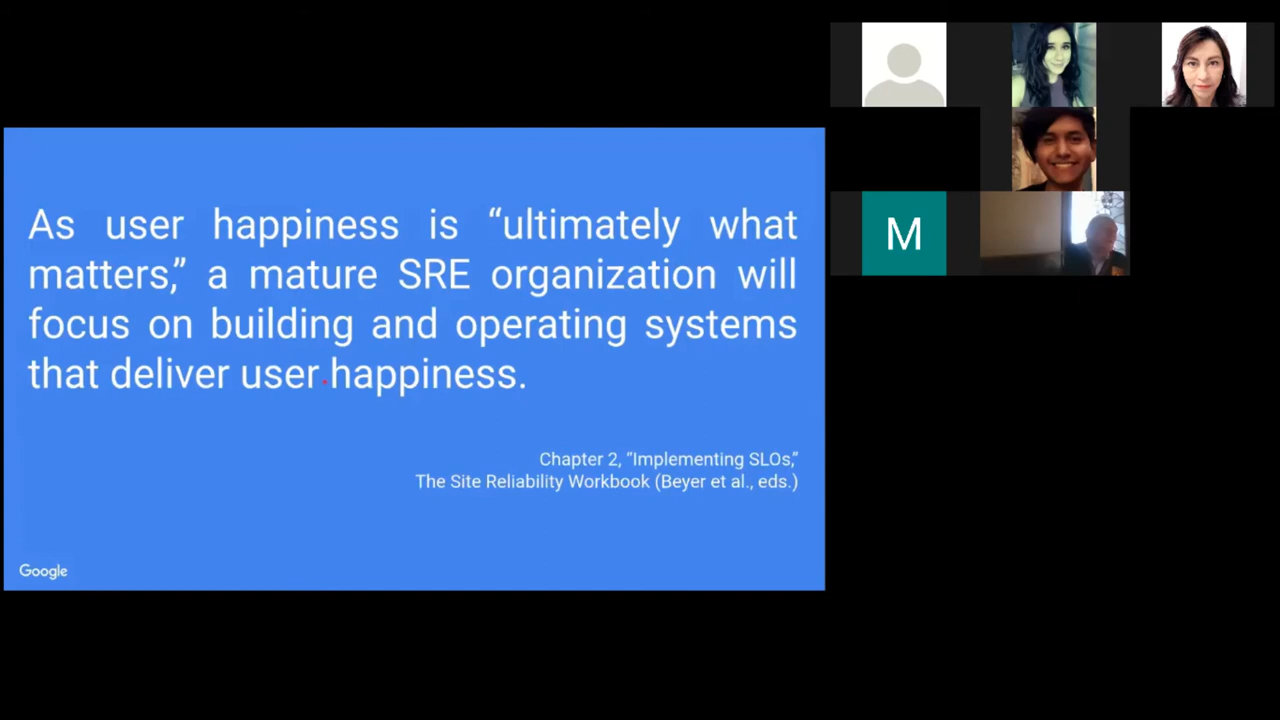 As user happiness is “ultimately what
matters,” a mature SRE organization will
focus on building and operating systems
that deliver user happiness.
Chapter 2, “Implementing SLOs,”
The Site Reliability Workbook (Beyer et al., eds.)
Google
M